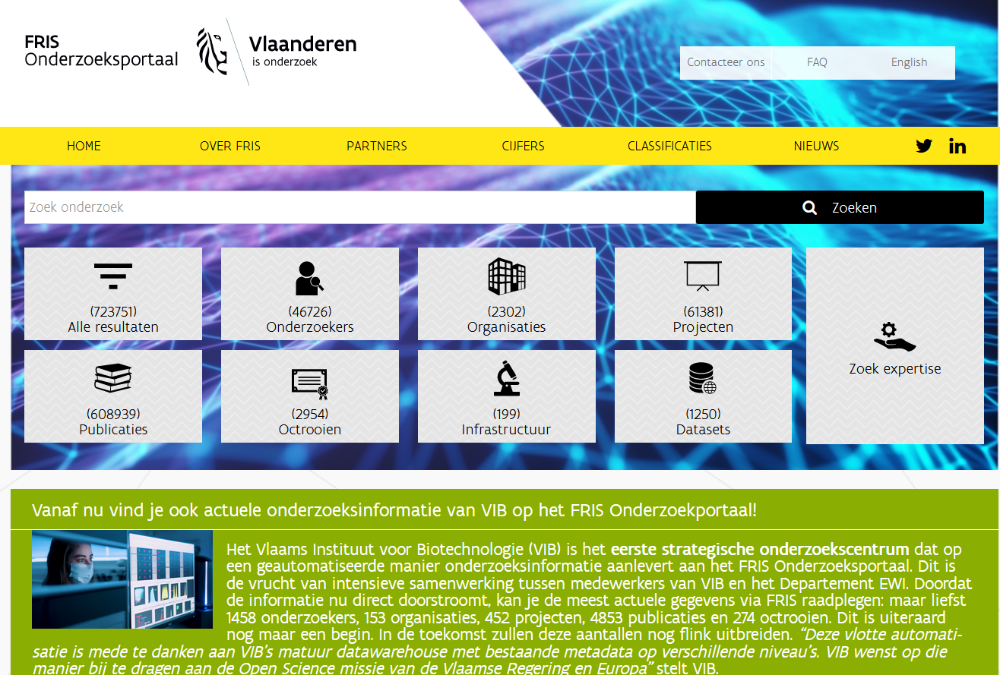 FRIS
Onderzoeksportaal
Vlaanderen
is onderzoek
Contacteer ons
FAQ
English
HOME
OVER FRIS
PARTNERS
CIJFERS
CLASSIFICATIES
NIEUWS
Zoek onderzoek
Zoeken
(723751)
Alle resultaten
(46726)
Onderzoekers
(2302)
Organisaties
(61381)
Projecten
Zoek expertise
(608939)
Publicaties
(2954)
Octrooien
(199)
Infrastructuur
(1250)
Datasets
Vanaf nu vind je ook actuele onderzoeksinformatie van VIB op het FRIS Onderzoekportaal!
Het Vlaams Instituut voor Biotechnologie (VIB) is het eerste strategische onderzoekscentrum dat op
een geautomatiseerde manier onderzoeksinformatie aanlevert aan het FRIS Onderzoeksportaal. Dit is
de vrucht van intensieve samenwerking tussen medewerkers van VIB en het Departement EWI. Doordat
de informatie nu direct doorstroomt, kan je de meest actuele gegevens via FRIS raadplegen: maar liefst
1458 onderzoekers, 153 organisaties, 452 projecten, 4853 publicaties en 274 octrooien. Dit is uiteraard
nog maar een begin. In de toekomst zullen deze aantallen nog flink uitbreiden. “Deze vlotte automati-
satie is mede te danken aan VIB’s matuur datawarehouse met bestaande metadata op verschillende niveau’s. VIB wenst op die
manier bij te dragen aan de Open Science missie van de Vlaamse Regering en Europa” stelt VIB.